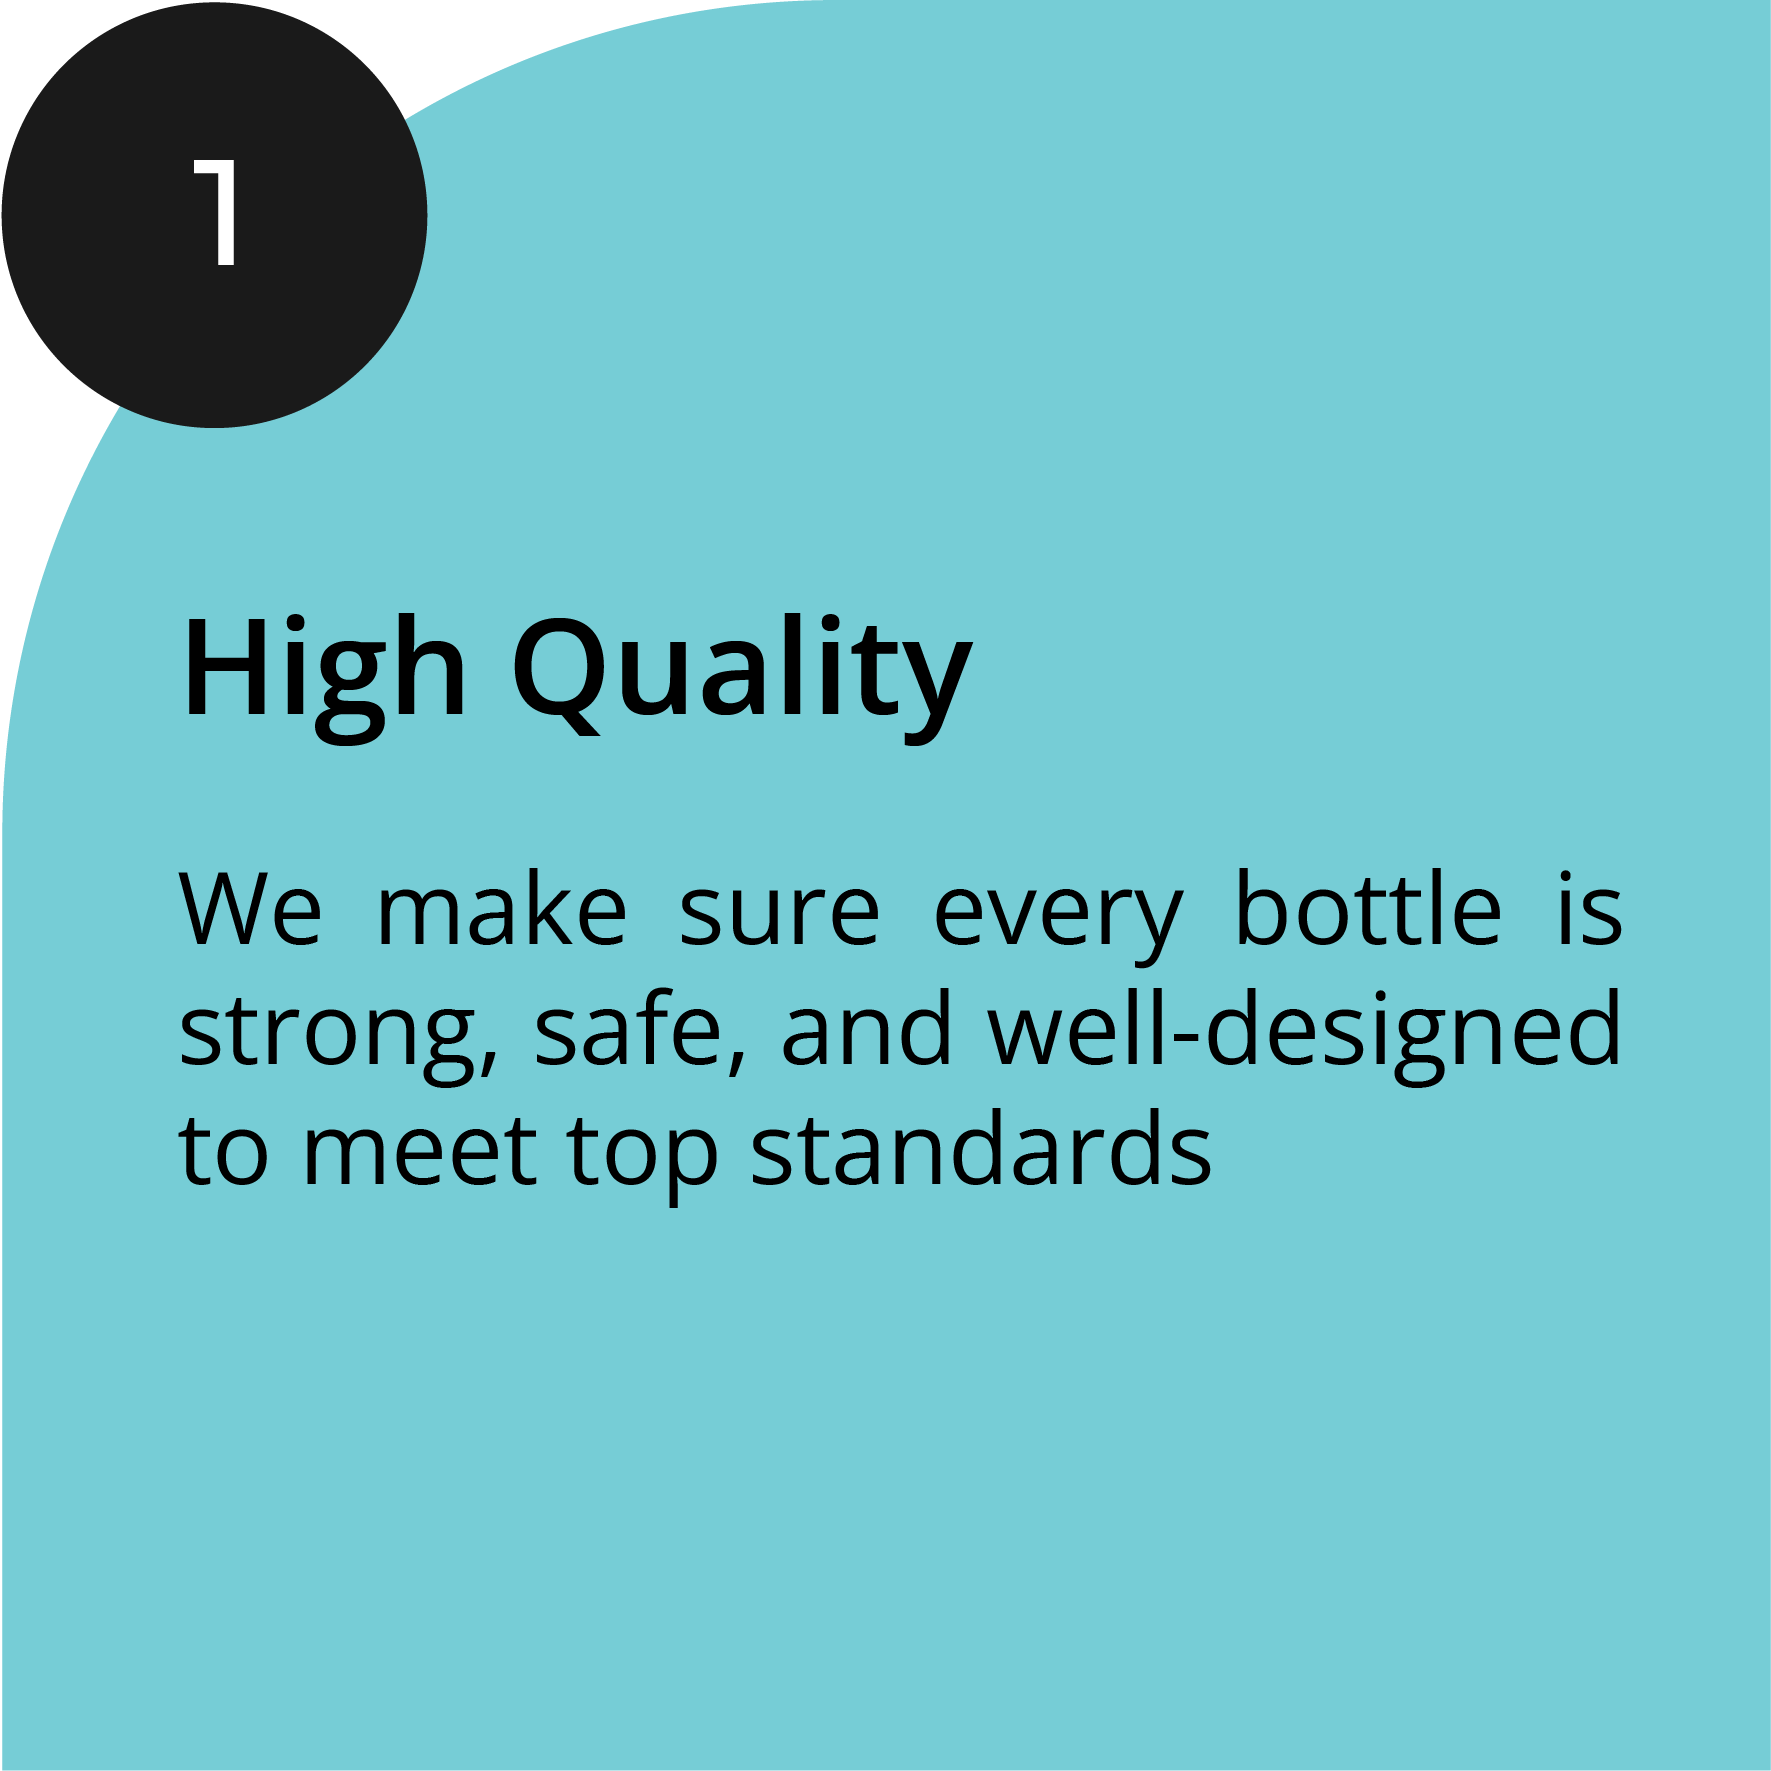 1
High Quality
We make sure every bottle is
strong, safe, and well-designed
to meet top standards